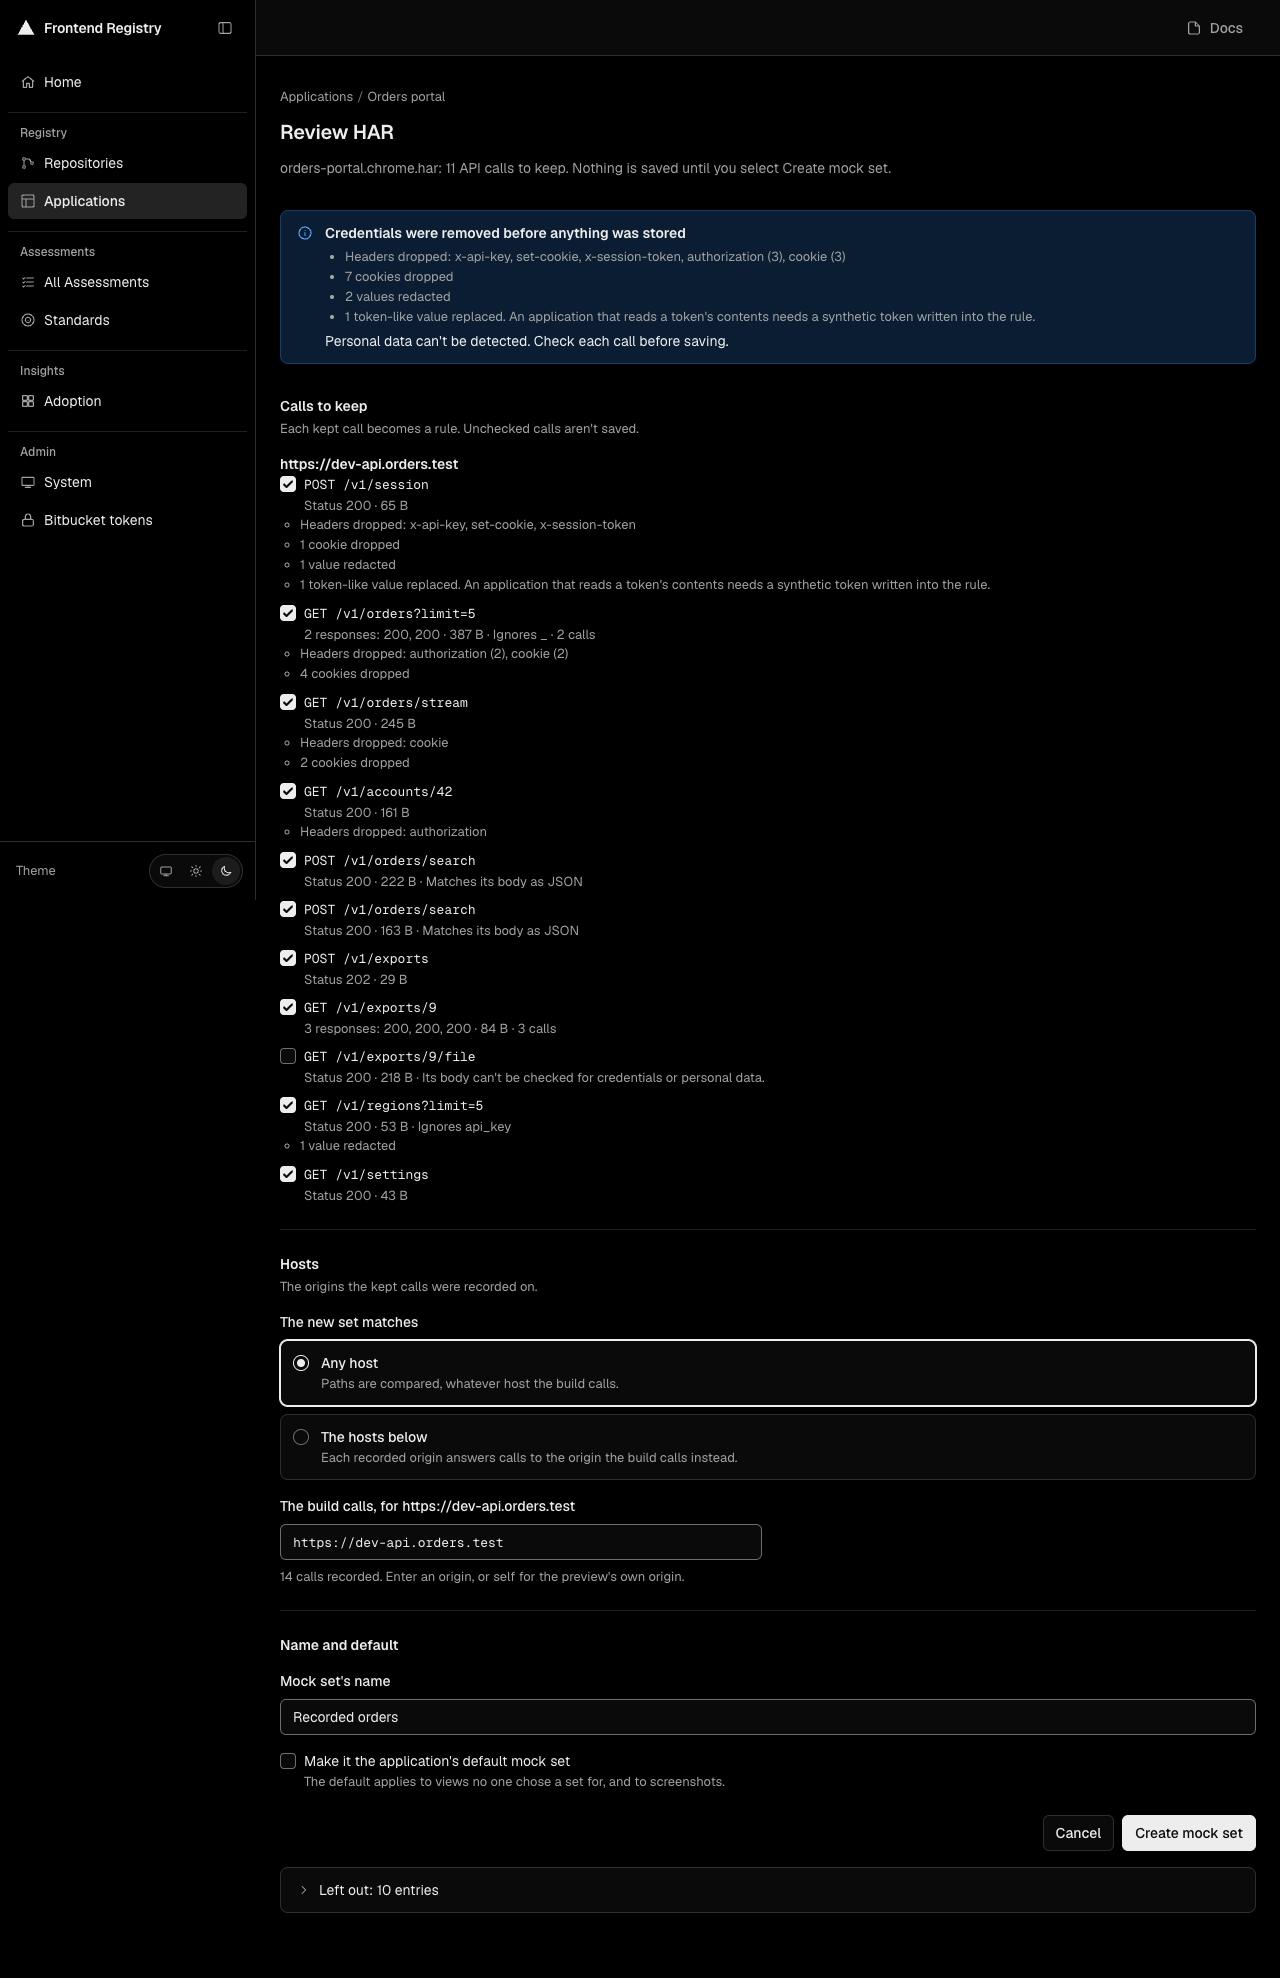 Frontend Registry
Docs
Home
Registry
Repositories
Applications
Assessments
All Assessments
Standards
Insights
Adoption
Admin
System
Bitbucket tokens
Theme
Applications / Orders portal
Review HAR
orders-portal.chrome.har: 11 API calls to keep. Nothing is saved until you select Create mock set.
Credentials were removed before anything was stored
• Headers dropped: x-api-key, set-cookie, x-session-token, authorization (3), cookie (3)
• 7 cookies dropped
• 2 values redacted
• 1 token-like value replaced. An application that reads a token's contents needs a synthetic token written into the rule.
Personal data can't be detected. Check each call before saving.
Calls to keep
Each kept call becomes a rule. Unchecked calls aren't saved.
https://dev-api.orders.test
POST /v1/session
Status 200 · 65 B
◦ Headers dropped: x-api-key, set-cookie, x-session-token
◦ 1 cookie dropped
◦ 1 value redacted
◦ 1 token-like value replaced. An application that reads a token's contents needs a synthetic token written into the rule.
GET /v1/orders?limit=5
2 responses: 200, 200 · 387 B · Ignores _ · 2 calls
◦ Headers dropped: authorization (2), cookie (2)
◦ 4 cookies dropped
GET /v1/orders/stream
Status 200 · 245 B
◦ Headers dropped: cookie
◦ 2 cookies dropped
GET /v1/accounts/42
Status 200 · 161 B
◦ Headers dropped: authorization
POST /v1/orders/search
Status 200 · 222 B · Matches its body as JSON
POST /v1/orders/search
Status 200 · 163 B · Matches its body as JSON
POST /v1/exports
Status 202 · 29 B
GET /v1/exports/9
3 responses: 200, 200, 200 · 84 B · 3 calls
GET /v1/exports/9/file
Status 200 · 218 B · Its body can't be checked for credentials or personal data.
GET /v1/regions?limit=5
Status 200 · 53 B · Ignores api_key
◦ 1 value redacted
GET /v1/settings
Status 200 · 43 B
Hosts
The origins the kept calls were recorded on.
The new set matches
Any host
Paths are compared, whatever host the build calls.
The hosts below
Each recorded origin answers calls to the origin the build calls instead.
The build calls, for https://dev-api.orders.test
https://dev-api.orders.test
14 calls recorded. Enter an origin, or self for the preview's own origin.
Name and default
Mock set's name
Recorded orders
Make it the application's default mock set
The default applies to views no one chose a set for, and to screenshots.
Cancel
Create mock set
Left out: 10 entries